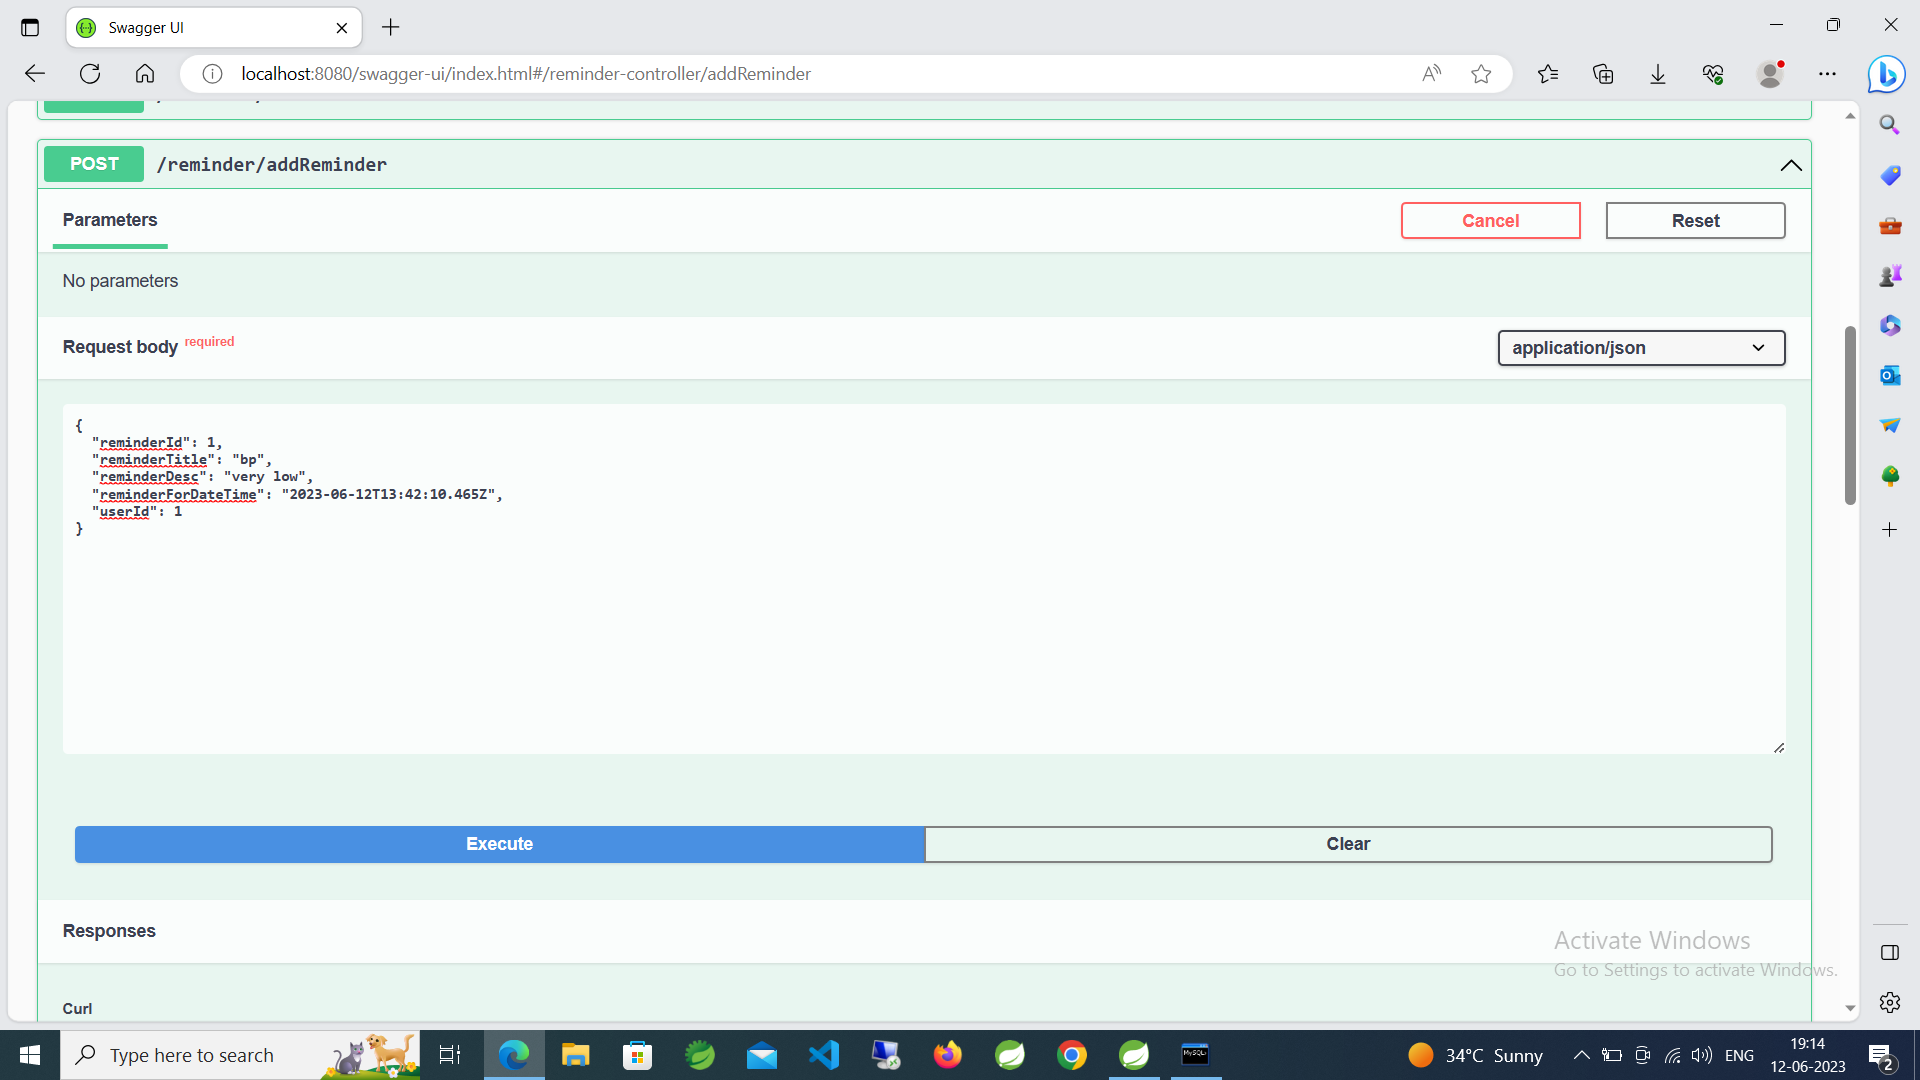 Swagger UI
localhost:8080/swagger-ui/index.html#/reminder-controller/addReminder
POST /reminder/addReminder
Parameters
Cancel
Reset
No parameters
Request body required
application/json
{
"reminderId": 1,
"reminderTitle": "bp",
"reminderDesc": "very low",
"reminderForDateTime": "2023-06-12T13:42:10.465Z",
"userId": 1
}
Execute
Clear
Responses
Activate Windows
Go to Settings to activate Windows.
Curl
Type here to search
MySQL
34°C Sunny
ENG
19:14
12-06-2023
2